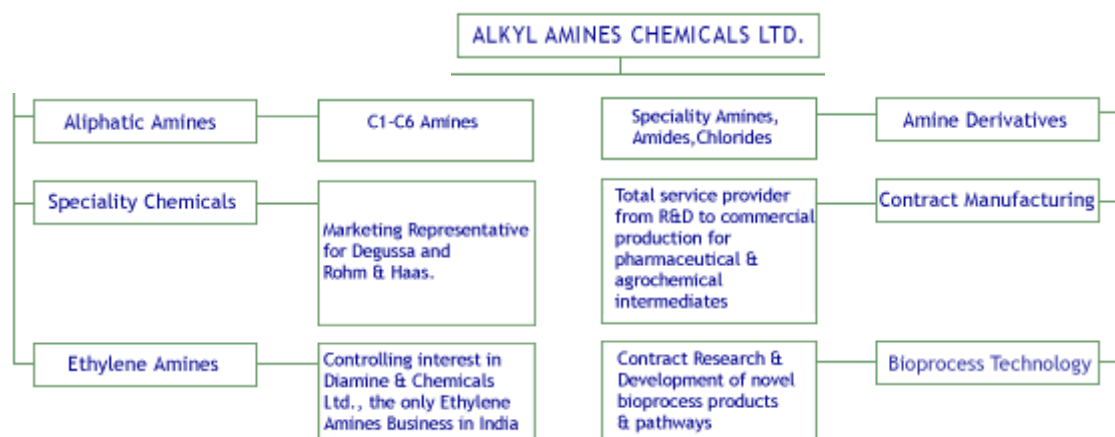 ALKYL AMINES CHEMICALS LTD.
Aliphatic Amines
C1-C6 Amines
Speciality Amines,
Amides,Chlorides
Amine Derivatives
Speciality Chemicals
Marketing Representative
for Degussa and
Rohm & Haas.
Total service provider
from R&D to commercial
production for
pharmaceutical &
agrochemical
intermediates
Contract Manufacturing
Ethylene Amines
Controlling interest in
Diamine & Chemicals
Ltd., the only Ethylene
Amines Business in India
Contract Research &
Development of novel
bioprocess products
& pathways
Bioprocess Technology